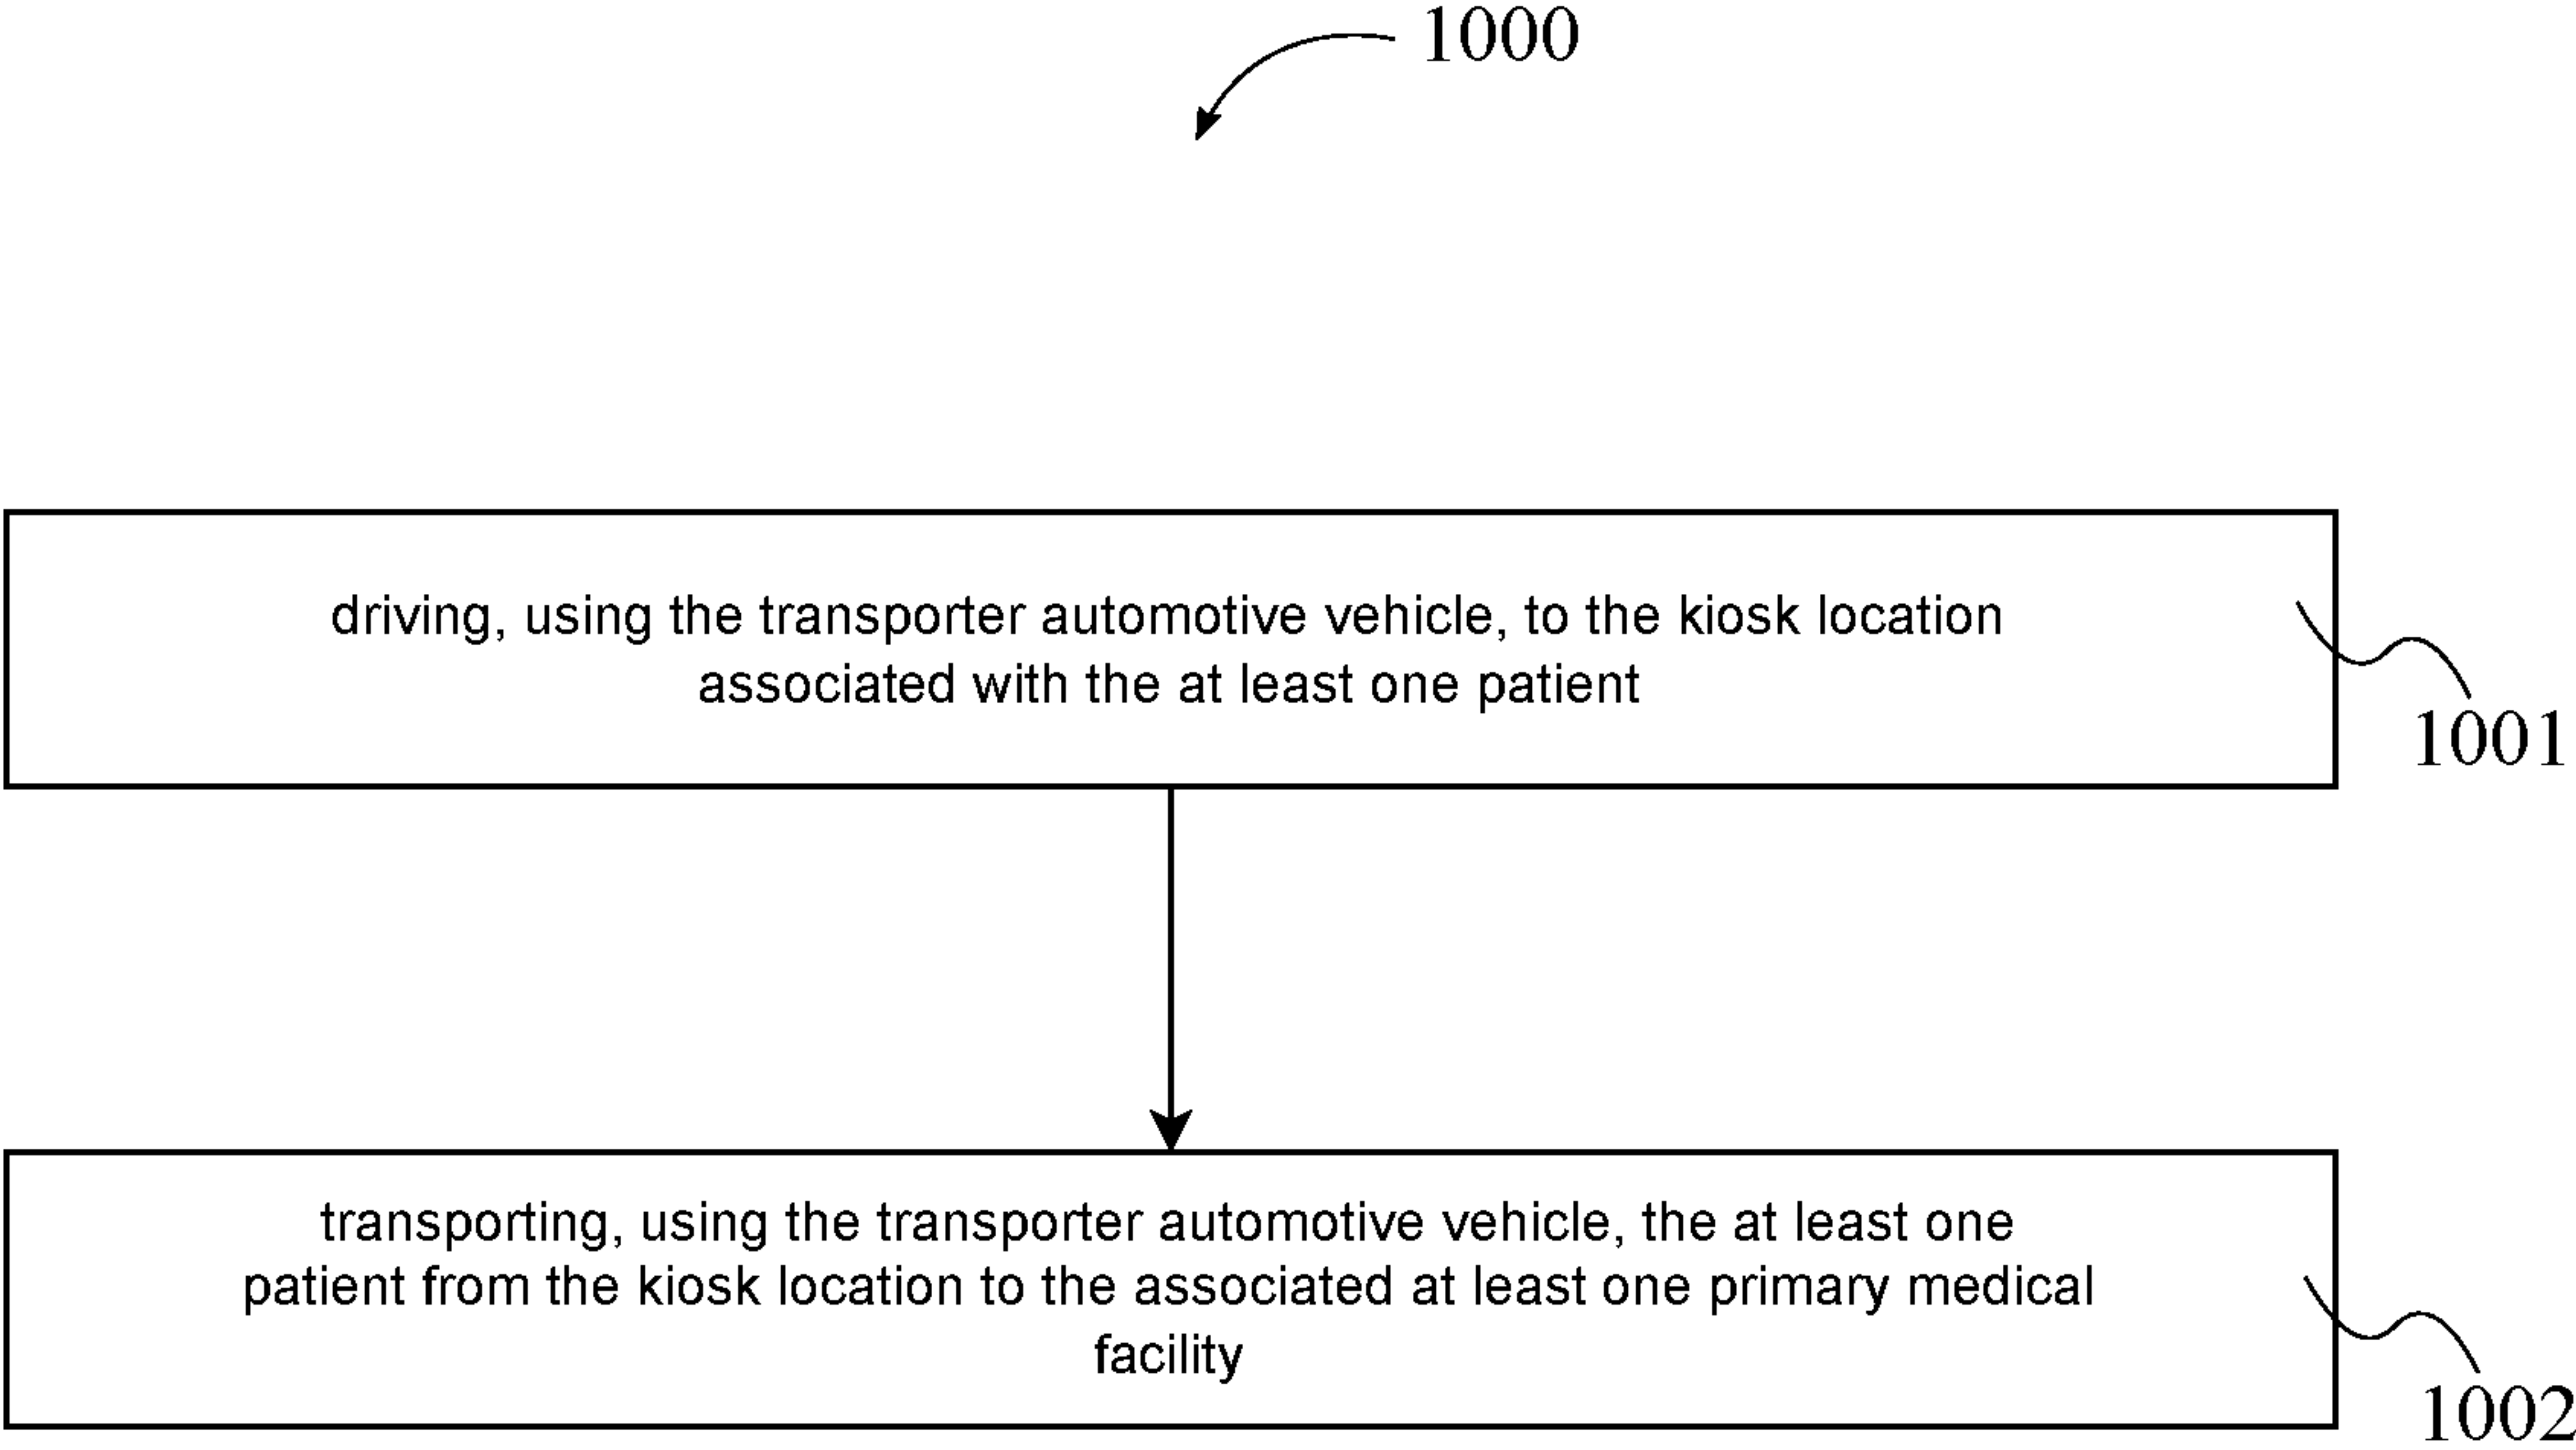 1000
driving, using the transporter automotive vehicle, to the kiosk location
associated with the at least one patient
1001
transporting, using the transporter automotive vehicle, the at least one
patient from the kiosk location to the associated at least one primary medical
facility
1002